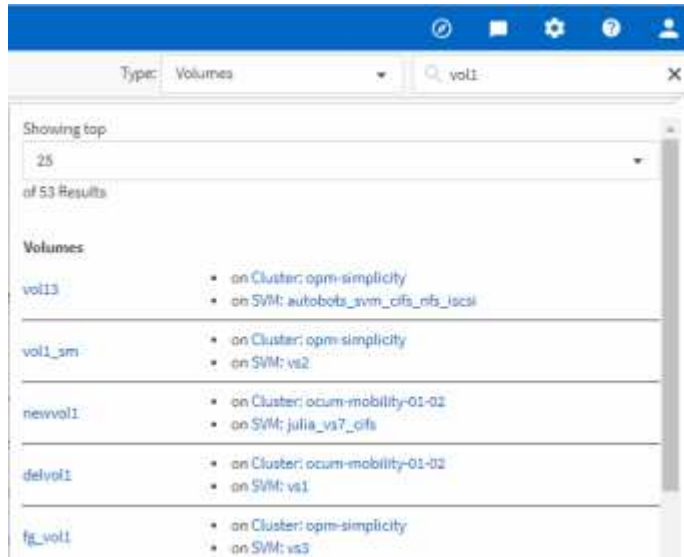 Type: Volumes vol1
Showing top
25
of 53 Results
Volumes
vol13
on Cluster: opm-simplicity
on SVM: autobots_svm_cifs_nfs_iscsi
vol1_sm
on Cluster: opm-simplicity
on SVM: vs2
newvol1
on Cluster: ocum-mobility-01-02
on SVM: julia_vs7_cifs
delvol1
on Cluster: ocum-mobility-01-02
on SVM: vs1
fg_vol1
on Cluster: opm-simplicity
on SVM: vs3